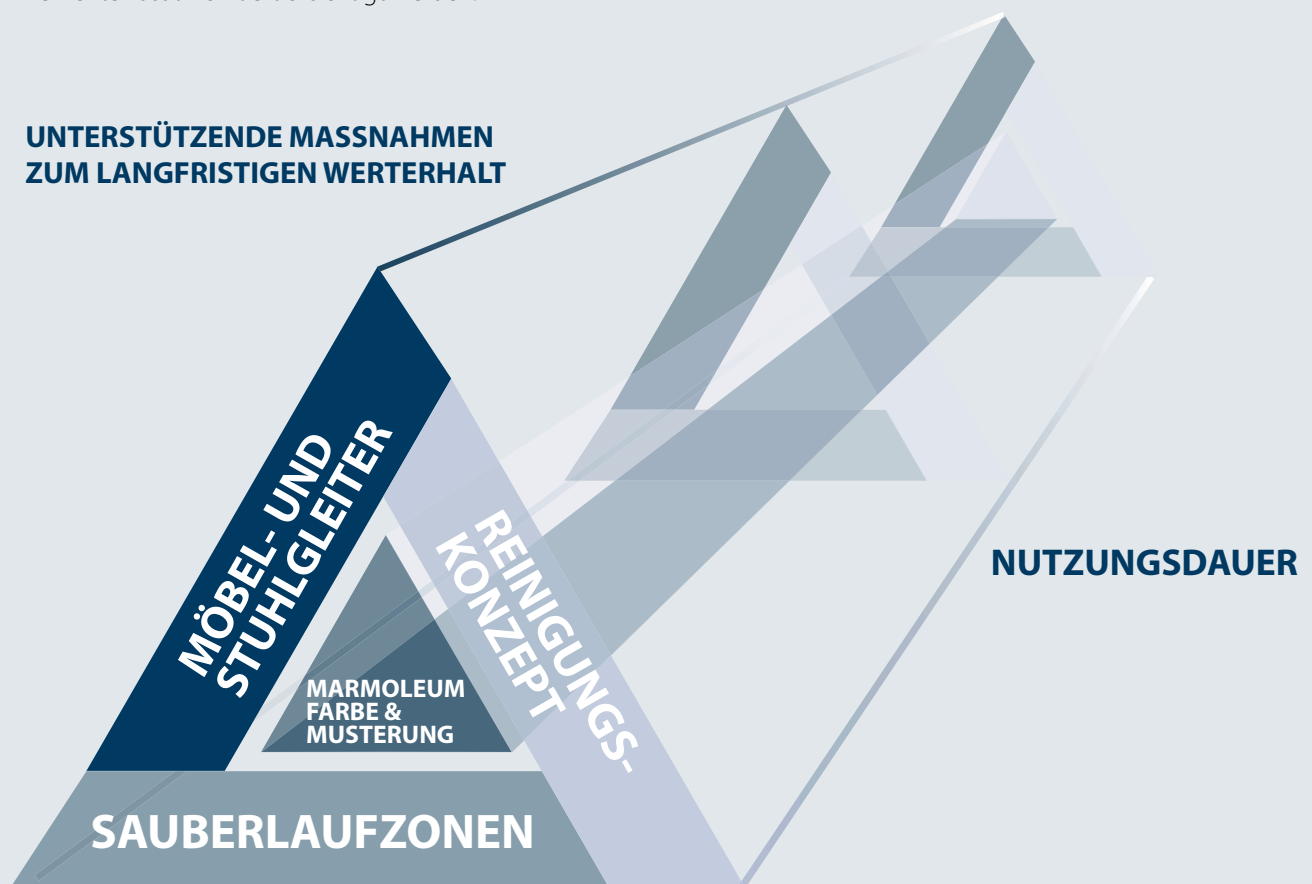 UNTERSTÜTZENDE MASSNAHMEN
ZUM LANGFRISTIGEN WERTERHALT
MÖBEL- UND
STUHLGLEITER
REINIGUNGS-
KONZEPT
MARMOLEUM
FARBE &
MUSTERUNG
SAUBERLAUFZONEN
NUTZUNGSDAUER